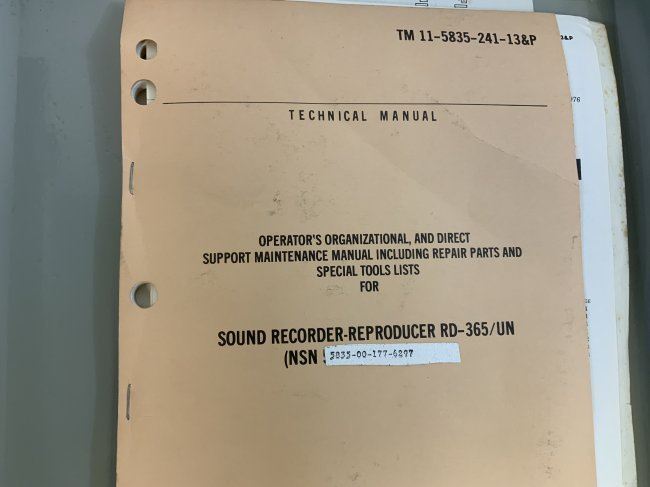 TM 11-5835-241-13&P
TECHNICAL MANUAL
OPERATOR'S ORGANIZATIONAL, AND DIRECT
SUPPORT MAINTENANCE MANUAL INCLUDING REPAIR PARTS AND
SPECIAL TOOLS LISTS
FOR
SOUND RECORDER-REPRODUCER RD-365/UN
(NSN 5835-00-177-6297